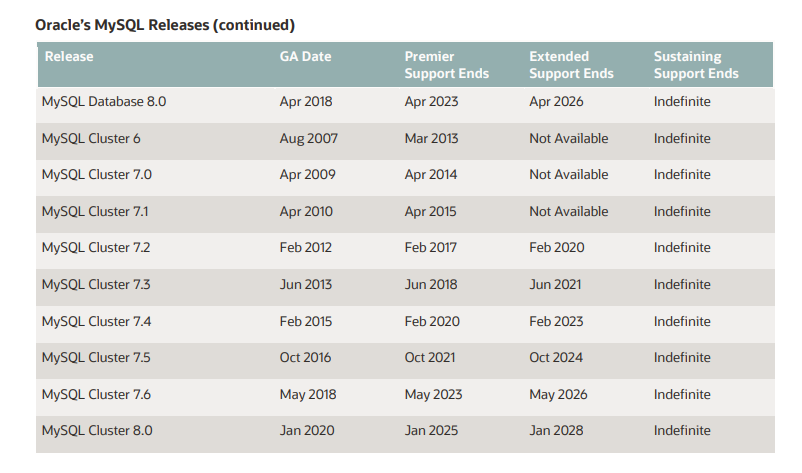 Oracle's MySQL Releases (continued)
Release GA Date Premier Support Ends Extended Support Ends Sustaining Support Ends
MySQL Database 8.0 Apr 2018 Apr 2023 Apr 2026 Indefinite
MySQL Cluster 6 Aug 2007 Mar 2013 Not Available Indefinite
MySQL Cluster 7.0 Apr 2009 Apr 2014 Not Available Indefinite
MySQL Cluster 7.1 Apr 2010 Apr 2015 Not Available Indefinite
MySQL Cluster 7.2 Feb 2012 Feb 2017 Feb 2020 Indefinite
MySQL Cluster 7.3 Jun 2013 Jun 2018 Jun 2021 Indefinite
MySQL Cluster 7.4 Feb 2015 Feb 2020 Feb 2023 Indefinite
MySQL Cluster 7.5 Oct 2016 Oct 2021 Oct 2024 Indefinite
MySQL Cluster 7.6 May 2018 May 2023 May 2026 Indefinite
MySQL Cluster 8.0 Jan 2020 Jan 2025 Jan 2028 Indefinite